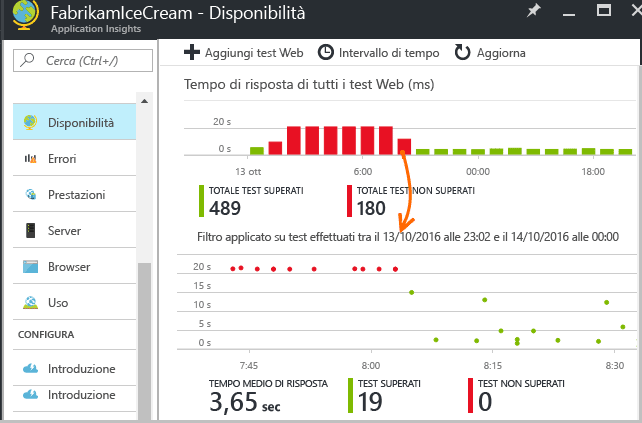 FabrikamIceCream - Disponibilità
Application Insights
Cerca (Ctrl+/)
Disponibilità
Errori
Prestazioni
Server
Browser
Uso
CONFIGURA
Introduzione
Introduzione
Aggiungi test Web
Intervallo di tempo
Aggiorna
Tempo di risposta di tutti i test Web (ms)
20 s
0 s
13 ott
6:00
00:00
18:00
TOTALE TEST SUPERATI
489
TOTALE TEST NON SUPERATI
180
Filtro applicato su test effettuati tra il 13/10/2016 alle 23:02 e il 14/10/2016 alle 00:00
20 s
15 s
10 s
5 s
0 s
7:45
8:00
8:15
8:30
TEMPO MEDIO DI RISPOSTA
3,65 sec
TEST SUPERATI
19
TEST NON SUPERATI
0